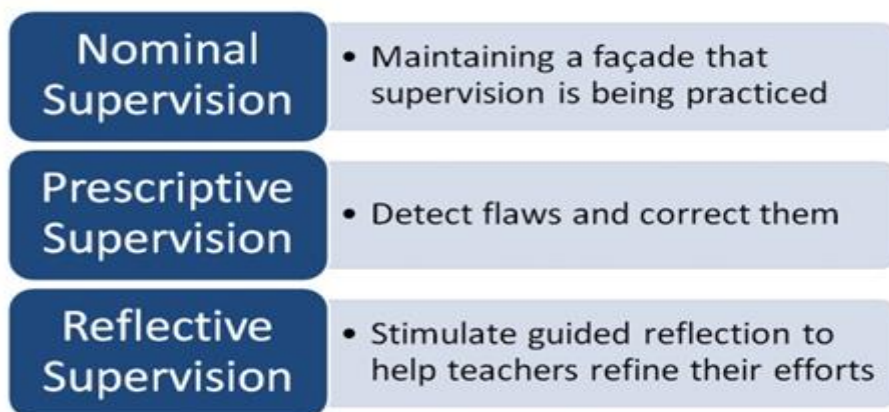 Nominal
Supervision
• Maintaining a façade that
supervision is being practiced
Prescriptive
Supervision
• Detect flaws and correct them
Reflective
Supervision
• Stimulate guided reflection to
help teachers refine their efforts